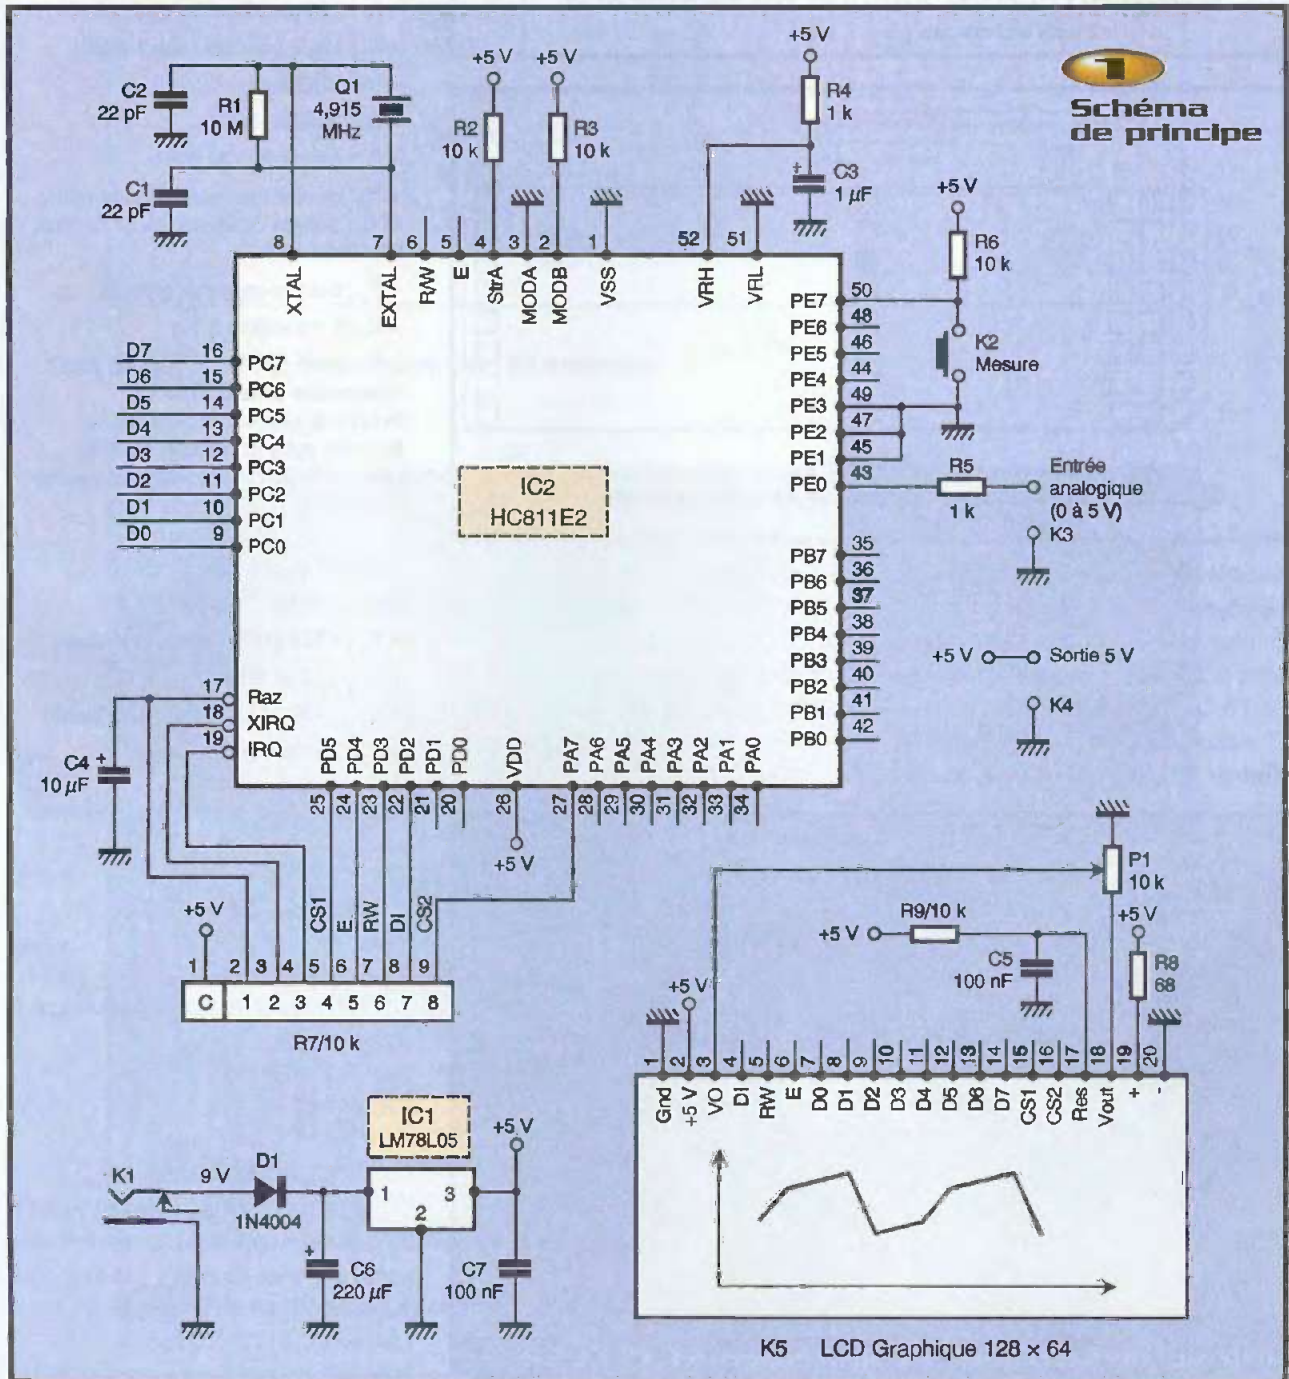 1
Schéma
de principe
C2
22 pF
R1
10 M
Q1
4,915
MHz
C1
22 pF
+5 V
R2
10 k
+5 V
R3
10 k
+5 V
R4
1 k
C3
1 µF
+
+5 V
R6
10 k
8
7
6
5
4
3
2
1
52
51
XTAL
EXTAL
R/W
E
StrA
MODA
MODB
VSS
VRH
VRL
D7 16 PC7
D6 15 PC6
D5 14 PC5
D4 13 PC4
D3 12 PC3
D2 11 PC2
D1 10 PC1
D0 9 PC0
IC2
HC811E2
PE7 50
PE6 48
PE5 46
PE4 44
PE3 49
PE2 47
PE1 45
PE0 43
K2
Mesure
R5
1 k
Entrée
analogique
(0 à 5 V)
K3
PB7 35
PB6 36
PB5 37
PB4 38
PB3 39
PB2 40
PB1 41
PB0 42
+5 V
Sortie 5 V
K4
17 Raz
18 XIRQ
19 IRQ
C4
10 µF
+
PD5
PD4
PD3
PD2
PD1
PD0
VDD
PA7
PA6
PA5
PA4
PA3
PA2
PA1
PA0
25
24
23
22
21
20
26
27
28
29
30
31
32
33
34
+5 V
CS1
E
RW
DI
CS2
+5 V
1 2 3 4 5 6 7 8 9
C 1 2 3 4 5 6 7 8
R7/10 k
P1
10 k
R9/10 k
+5 V
C5
100 nF
+5 V
R8
68
+5 V
1
2
3
4
5
6
7
8
9
10
11
12
13
14
15
16
17
18
19
20
Gnd
+5 V
VO
DI
RW
E
D0
D1
D2
D3
D4
D5
D6
D7
CS1
CS2
Res
Vout
+
-
K5 LCD Graphique 128 × 64
IC1
LM78L05
+5 V
K1
9 V
D1
1N4004
1
3
2
+
C6
220 µF
C7
100 nF